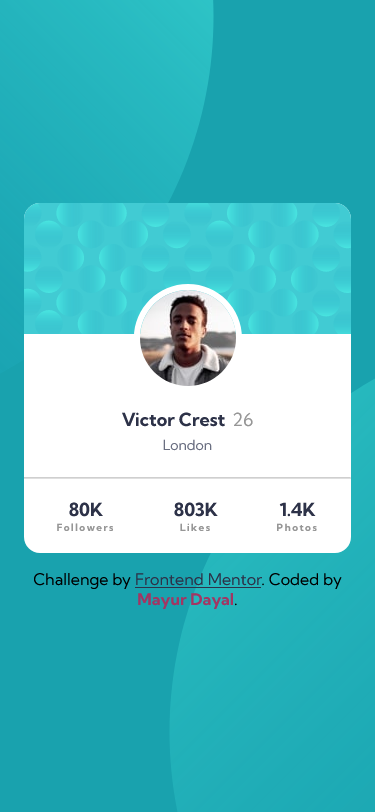 Victor Crest 26
London
80K 803K 1.4K
Followers Likes Photos
Challenge by Frontend Mentor. Coded by
Mayur Dayal.